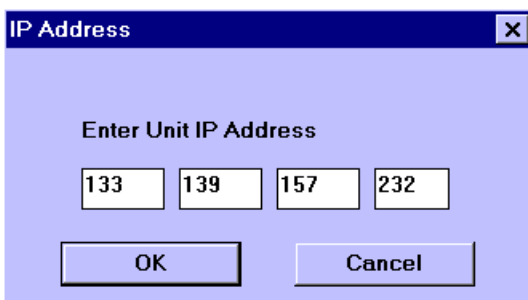 IP Address
Enter Unit IP Address
133 139 157 232
OK Cancel